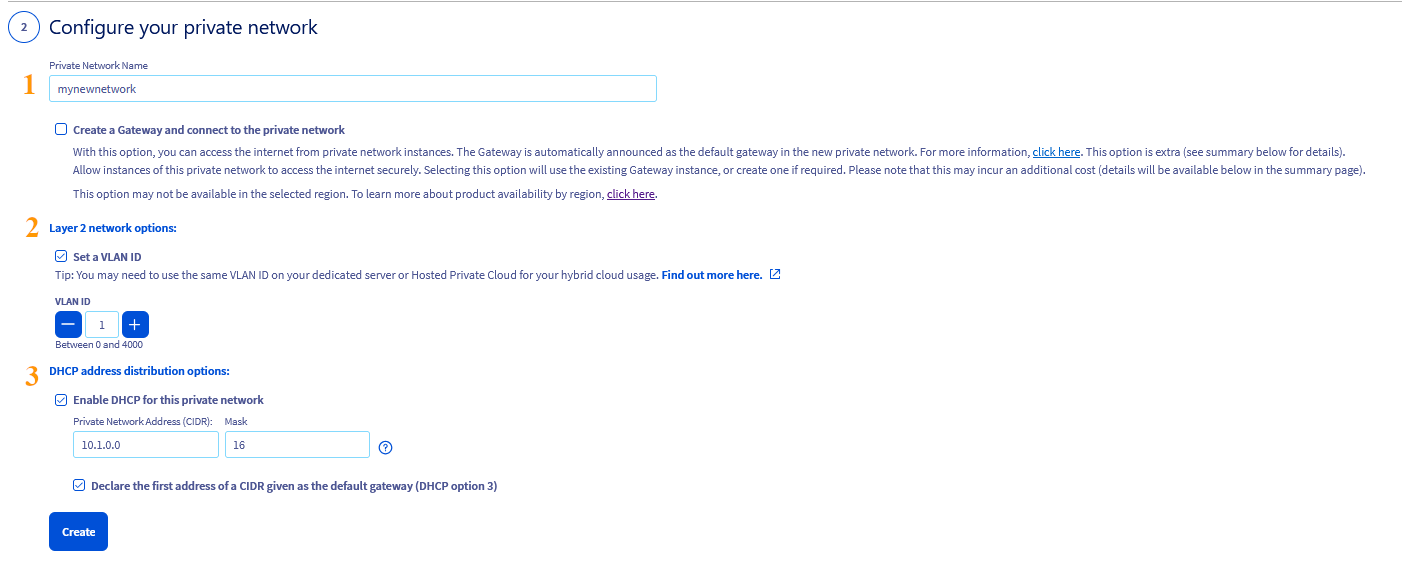 2 Configure your private network
Private Network Name
1 mynewnetwork
Create a Gateway and connect to the private network
With this option, you can access the internet from private network instances. The Gateway is automatically announced as the default gateway in the new private network. For more information, click here. This option is extra (see summary below for details).
Allow instances of this private network to access the internet securely. Selecting this option will use the existing Gateway instance, or create one if required. Please note that this may incur an additional cost (details will be available below in the summary page).
This option may not be available in the selected region. To learn more about product availability by region, click here.
2 Layer 2 network options:
Set a VLAN ID
Tip: You may need to use the same VLAN ID on your dedicated server or Hosted Private Cloud for your hybrid cloud usage. Find out more here.
VLAN ID
1
Between 0 and 4000
3 DHCP address distribution options:
Enable DHCP for this private network
Private Network Address (CIDR): Mask
10.1.0.0 16 ?
Declare the first address of a CIDR given as the default gateway (DHCP option 3)
Create